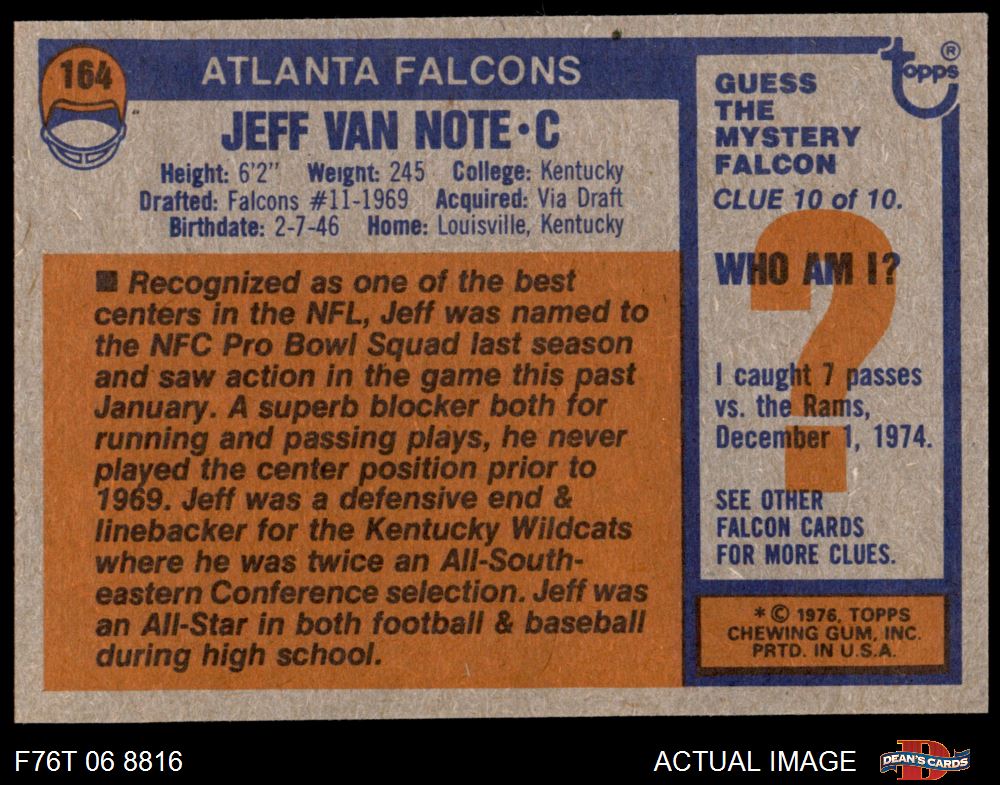 164
ATLANTA FALCONS
JEFF VAN NOTE • C
Height: 6'2" Weight: 245 College: Kentucky
Drafted: Falcons #11-1969 Acquired: Via Draft
Birthdate: 2-7-46 Home: Louisville, Kentucky
■ Recognized as one of the best
centers in the NFL, Jeff was named to
the NFC Pro Bowl Squad last season
and saw action in the game this past
January. A superb blocker both for
running and passing plays, he never
played the center position prior to
1969. Jeff was a defensive end &
linebacker for the Kentucky Wildcats
where he was twice an All-South-
eastern Conference selection. Jeff was
an All-Star in both football & baseball
during high school.
topps ®
GUESS
THE
MYSTERY
FALCON
CLUE 10 of 10.
WHO AM I?
?
I caught 7 passes
vs. the Rams,
December 1, 1974.
SEE OTHER
FALCON CARDS
FOR MORE CLUES.
* © 1976, TOPPS
CHEWING GUM, INC.
PRTD. IN U.S.A.
F76T 06 8816
ACTUAL IMAGE
D
DEAN'S CARDS